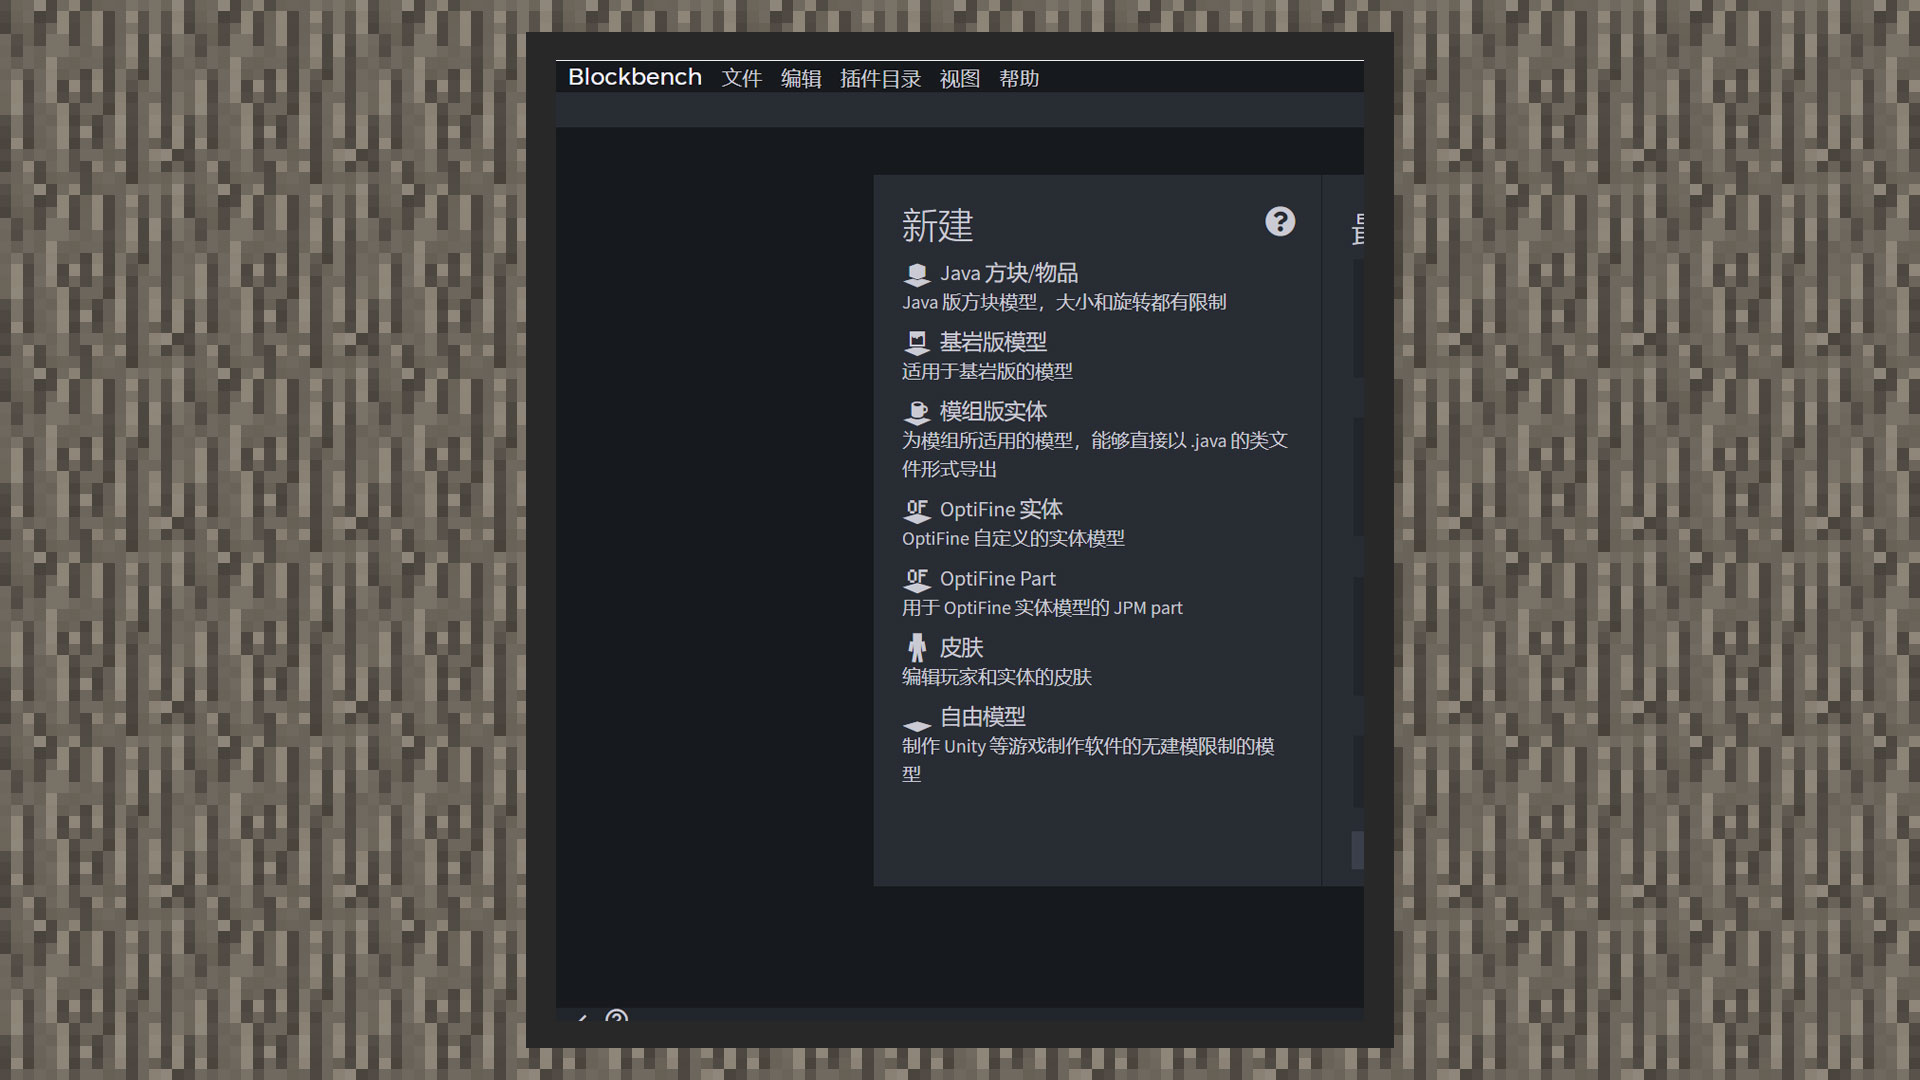 Blockbench 文件 编辑 插件目录 视图 帮助
新建
Java 方块/物品
Java 版方块模型，大小和旋转都有限制
基岩版模型
适用于基岩版的模型
模组版实体
为模组所适用的模型，能够直接以 .java 的类文
件形式导出
OF OptiFine 实体
OptiFine 自定义的实体模型
OF OptiFine Part
用于 OptiFine 实体模型的 JPM part
皮肤
编辑玩家和实体的皮肤
自由模型
制作 Unity 等游戏制作软件的无建模限制的模
型